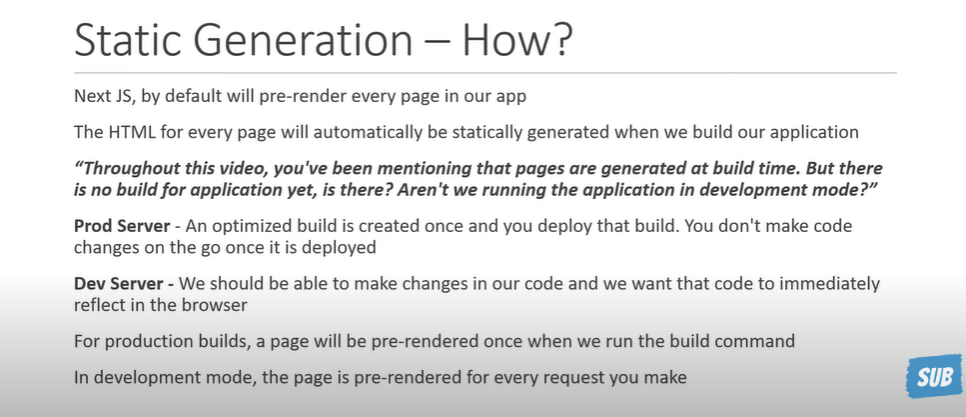 Static Generation – How?
Next JS, by default will pre-render every page in our app
The HTML for every page will automatically be statically generated when we build our application
“Throughout this video, you've been mentioning that pages are generated at build time. But there
is no build for application yet, is there? Aren't we running the application in development mode?”
Prod Server - An optimized build is created once and you deploy that build. You don't make code
changes on the go once it is deployed
Dev Server - We should be able to make changes in our code and we want that code to immediately
reflect in the browser
For production builds, a page will be pre-rendered once when we run the build command
In development mode, the page is pre-rendered for every request you make
SUB